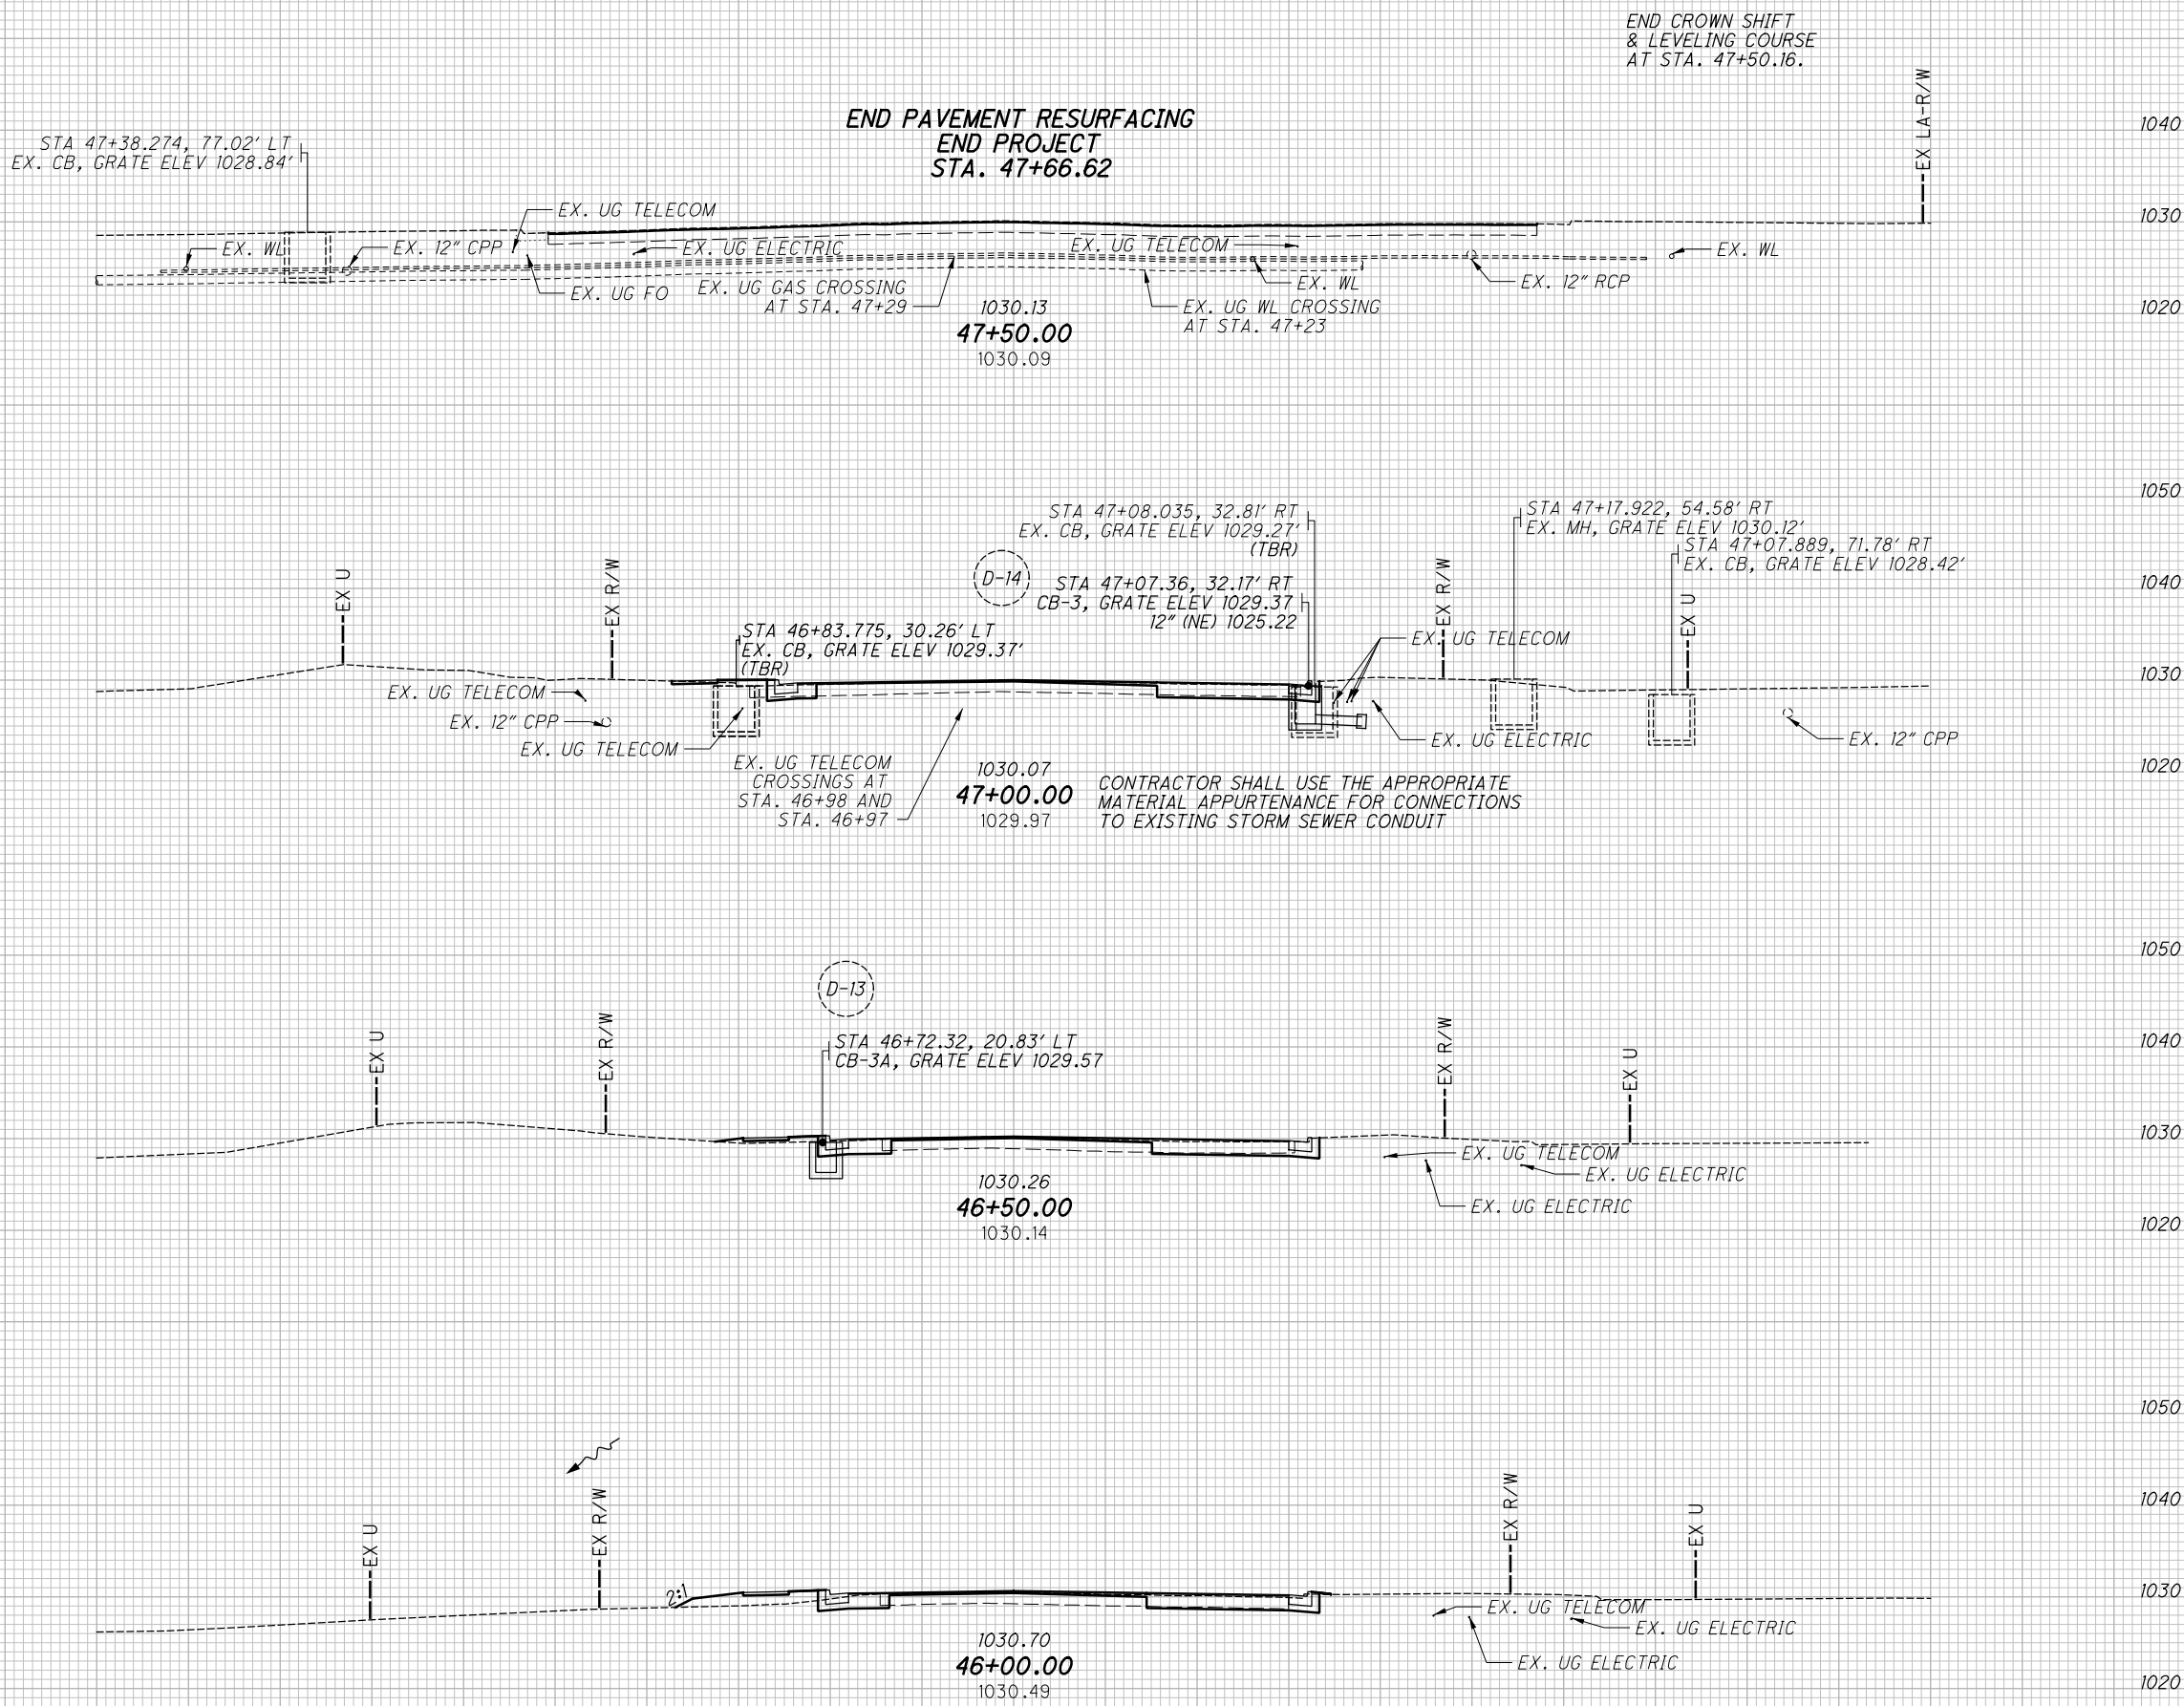 END CROWN SHIFT
& LEVELING COURSE
AT STA. 47+50.16.
EX LA-R/W
1040
END PAVEMENT RESURFACING
END PROJECT
STA. 47+66.62
STA 47+38.274, 77.02' LT
EX. CB, GRATE ELEV 1028.84'
1030
EX. UG TELECOM
EX. WL
EX. 12" CPP
EX. UG ELECTRIC
EX. UG TELECOM
EX. WL
EX. UG FO
EX. UG GAS CROSSING
AT STA. 47+29
EX. WL
EX. 12" RCP
EX. UG WL CROSSING
AT STA. 47+23
1020
1030.13
47+50.00
1030.09
1050
STA 47+08.035, 32.81' RT
EX. CB, GRATE ELEV 1029.27'
(TBR)
STA 47+17.922, 54.58' RT
EX. MH, GRATE ELEV 1030.12'
STA 47+07.889, 71.78' RT
EX. CB, GRATE ELEV 1028.42'
1040
EX U
EX R/W
D-14
STA 47+07.36, 32.17' RT
CB-3, GRATE ELEV 1029.37
12" (NE) 1025.22
EX R/W
EX U
STA 46+83.775, 30.26' LT
EX. CB, GRATE ELEV 1029.37'
(TBR)
EX. UG TELECOM
1030
EX. UG TELECOM
EX. 12" CPP
EX. UG TELECOM
EX. UG ELECTRIC
EX. 12" CPP
EX. UG TELECOM
CROSSINGS AT
STA. 46+98 AND
STA. 46+97
1020
1030.07
47+00.00
1029.97
CONTRACTOR SHALL USE THE APPROPRIATE
MATERIAL APPURTENANCE FOR CONNECTIONS
TO EXISTING STORM SEWER CONDUIT
1050
D-13
EX U
EX R/W
STA 46+72.32, 20.83' LT
CB-3A, GRATE ELEV 1029.57
EX R/W
EX U
1040
1030
EX. UG TELECOM
EX. UG ELECTRIC
EX. UG ELECTRIC
1030.26
46+50.00
1030.14
1020
1050
EX U
EX R/W
EX R/W
EX U
1040
2:1
1030
EX. UG TELECOM
EX. UG ELECTRIC
EX. UG ELECTRIC
1030.70
46+00.00
1030.49
1020